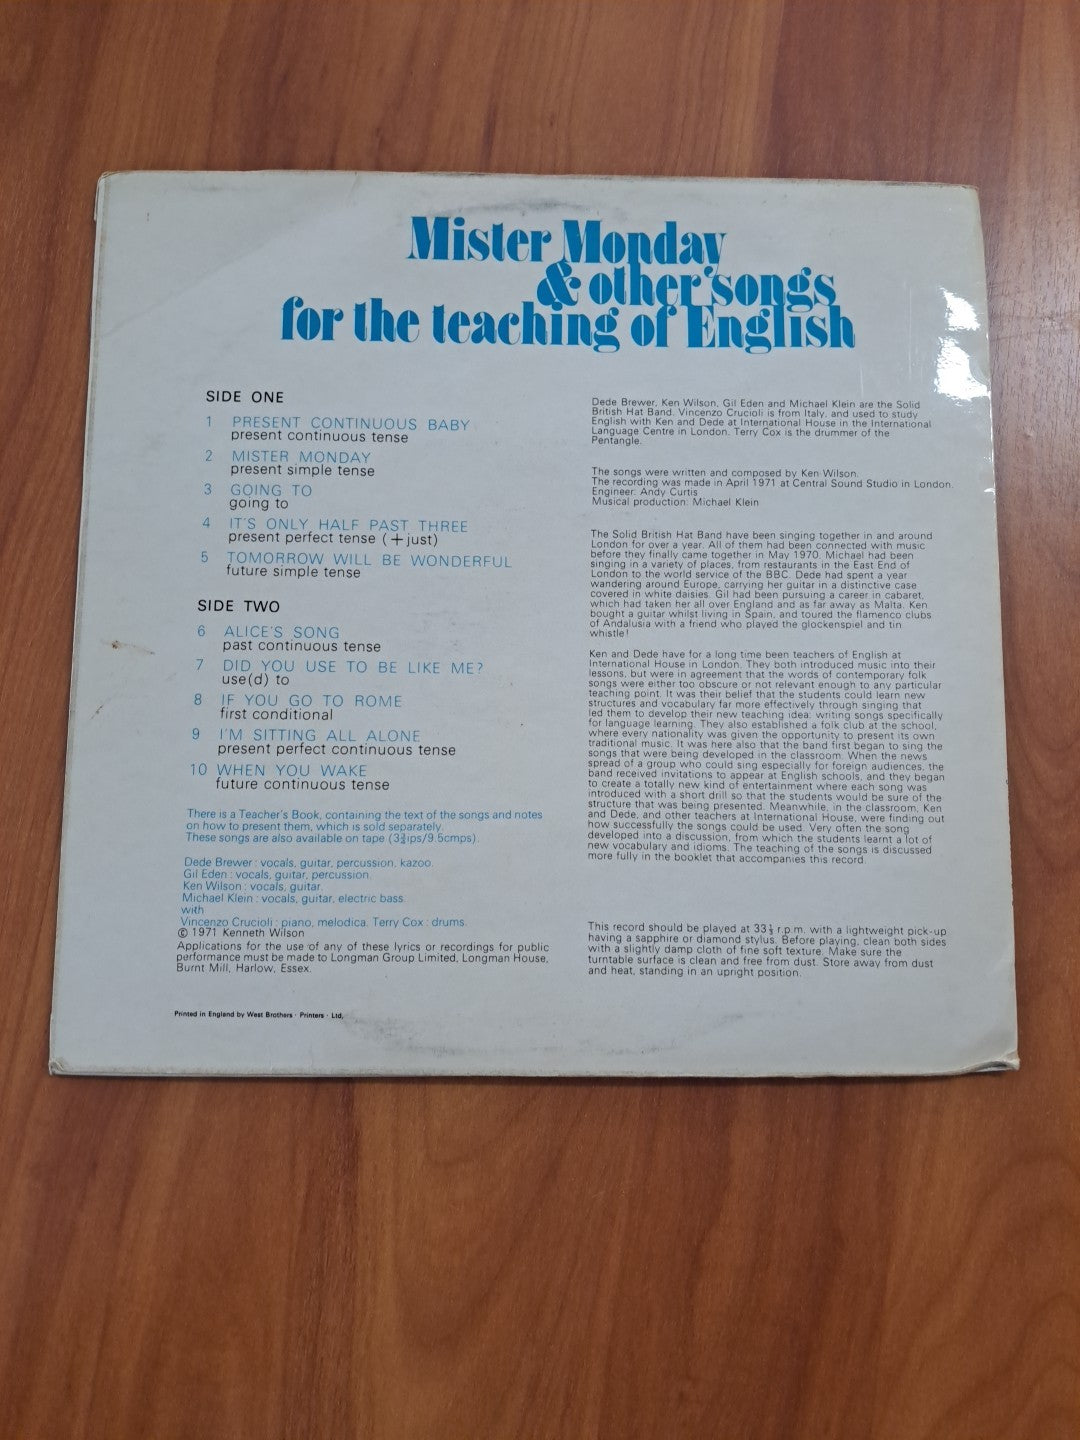 Mister Monday
& other songs
for the teaching of English
SIDE ONE
1 PRESENT CONTINUOUS BABY
present continuous tense
2 MISTER MONDAY
present simple tense
3 GOING TO
going to
4 IT'S ONLY HALF PAST THREE
present perfect tense (+just)
5 TOMORROW WILL BE WONDERFUL
future simple tense
SIDE TWO
6 ALICE'S SONG
past continuous tense
7 DID YOU USE TO BE LIKE ME?
use(d) to
8 IF YOU GO TO ROME
first conditional
9 I'M SITTING ALL ALONE
present perfect continuous tense
10 WHEN YOU WAKE
future continuous tense
There is a Teacher's Book, containing the text of the songs and notes
on how to present them, which is sold separately.
These songs are also available on tape (3¾ips/9.5cmps).
Dede Brewer : vocals, guitar, percussion, kazoo.
Gil Eden : vocals, guitar, percussion.
Ken Wilson : vocals, guitar.
Michael Klein : vocals, guitar, electric bass.
with
Vincenzo Crucioli : piano, melodica. Terry Cox : drums.
© 1971 Kenneth Wilson
Applications for the use of any of these lyrics or recordings for public
performance must be made to Longman Group Limited, Longman House,
Burnt Mill, Harlow, Essex.
Printed in England by West Brothers · Printers · Ltd.
Dede Brewer, Ken Wilson, Gil Eden and Michael Klein are the Solid
British Hat Band. Vincenzo Crucioli is from Italy, and used to study
English with Ken and Dede at International House in the International
Language Centre in London. Terry Cox is the drummer of the
Pentangle.
The songs were written and composed by Ken Wilson.
The recording was made in April 1971 at Central Sound Studio in London.
Engineer: Andy Curtis
Musical production: Michael Klein
The Solid British Hat Band have been singing together in and around
London for over a year. All of them had been connected with music
before they finally came together in May 1970. Michael had been
singing in a variety of places, from restaurants in the East End of
London to the world service of the BBC. Dede had spent a year
wandering around Europe, carrying her guitar in a distinctive case
covered in white daisies. Gil had been pursuing a career in cabaret,
which had taken her all over England and as far away as Malta. Ken
bought a guitar whilst living in Spain, and toured the flamenco clubs
of Andalusia with a friend who played the glockenspiel and tin
whistle!
Ken and Dede have for a long time been teachers of English at
International House in London. They both introduced music into their
lessons, but were in agreement that the words of contemporary folk
songs were either too obscure or not relevant enough to any particular
teaching point. It was their belief that the students could learn new
structures and vocabulary far more effectively through singing that
led them to develop their new teaching idea: writing songs specifically
for language learning. They also established a folk club at the school,
where every nationality was given the opportunity to present its own
traditional music. It was here also that the band first began to sing the
songs that were being developed in the classroom. When the news
spread of a group who could sing especially for foreign audiences, the
band received invitations to appear at English schools, and they began
to create a totally new kind of entertainment where each song was
introduced with a short drill so that the students would be sure of the
structure that was being presented. Meanwhile, in the classroom, Ken
and Dede, and other teachers at International House, were finding out
how successfully the songs could be used. Very often the song
developed into a discussion, from which the students learnt a lot of
new vocabulary and idioms. The teaching of the songs is discussed
more fully in the booklet that accompanies this record.
This record should be played at 33⅓ r.p.m. with a lightweight pick-up
having a sapphire or diamond stylus. Before playing, clean both sides
with a slightly damp cloth of fine soft texture. Make sure the
turntable surface is clean and free from dust. Store away from dust
and heat, standing in an upright position.